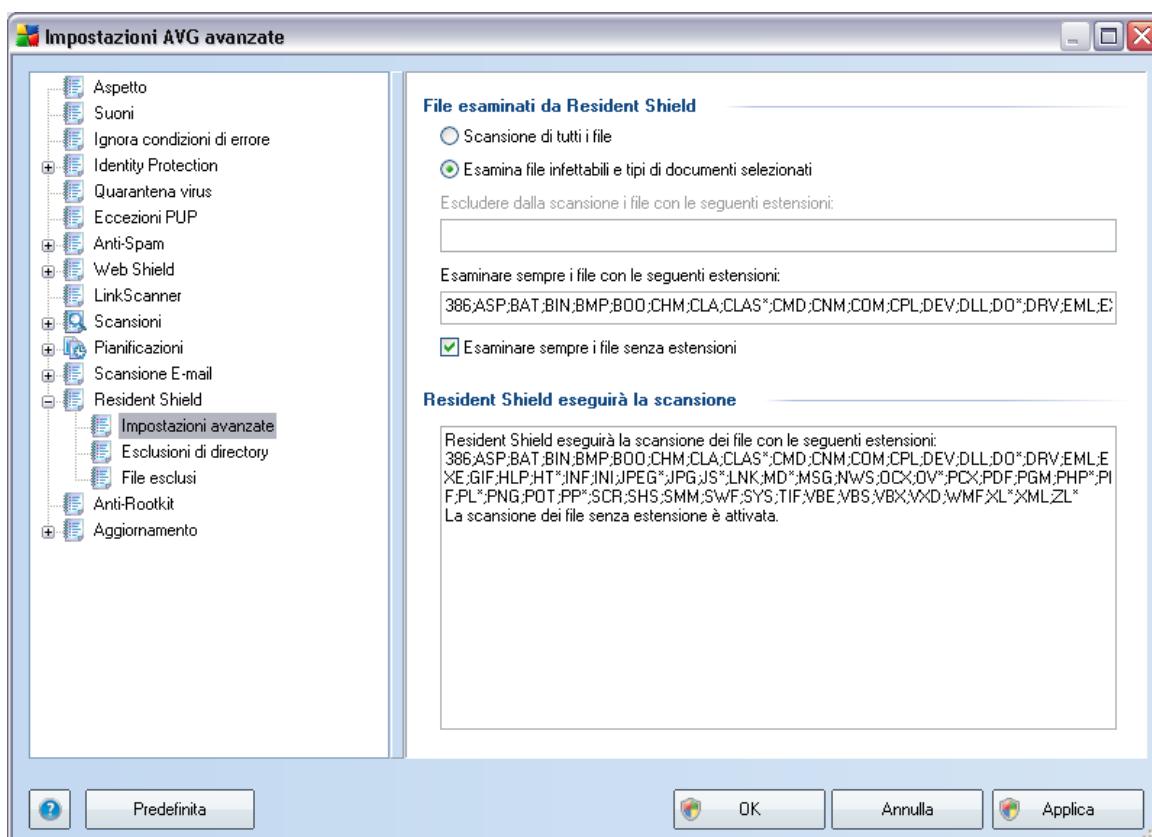 Impostazioni AVG avanzate
Aspetto
Suoni
Ignora condizioni di errore
Identity Protection
Quarantena virus
Eccezioni PUP
Anti-Spam
Web Shield
LinkScanner
Scansioni
Pianificazioni
Scansione E-mail
Resident Shield
Impostazioni avanzate
Esclusioni di directory
File esclusi
Anti-Rootkit
Aggiornamento
File esaminati da Resident Shield
Scansione di tutti i file
Esamina file infettabili e tipi di documenti selezionati
Escludere dalla scansione i file con le seguenti estensioni:
Esaminare sempre i file con le seguenti estensioni:
386;ASP;BAT;BIN;BMP;BOO;CHM;CLA;CLAS*;CMD;CNM;COM;CPL;DEV;DLL;DO*;DRV;EML;EX
Esaminare sempre i file senza estensioni
Resident Shield eseguirà la scansione
Resident Shield eseguirà la scansione dei file con le seguenti estensioni:
386;ASP;BAT;BIN;BMP;BOO;CHM;CLA;CLAS*;CMD;CNM;COM;CPL;DEV;DLL;DO*;DRV;EML;E
XE;GIF;HLP;HT*;INF;INI;JPEG*;JPG;JS*;LNK;MD*;MSG;NWS;OCX;OV*;PCX;PDF;PGM;PHP*;PI
F;PL*;PNG;POT;PP*;SCR;SHS;SMM;SWF;SYS;TIF;VBE;VBS;VBX;VXD;WMF;XL*;XML;ZL*
La scansione dei file senza estensione è attivata.
Predefinita
OK
Annulla
Applica